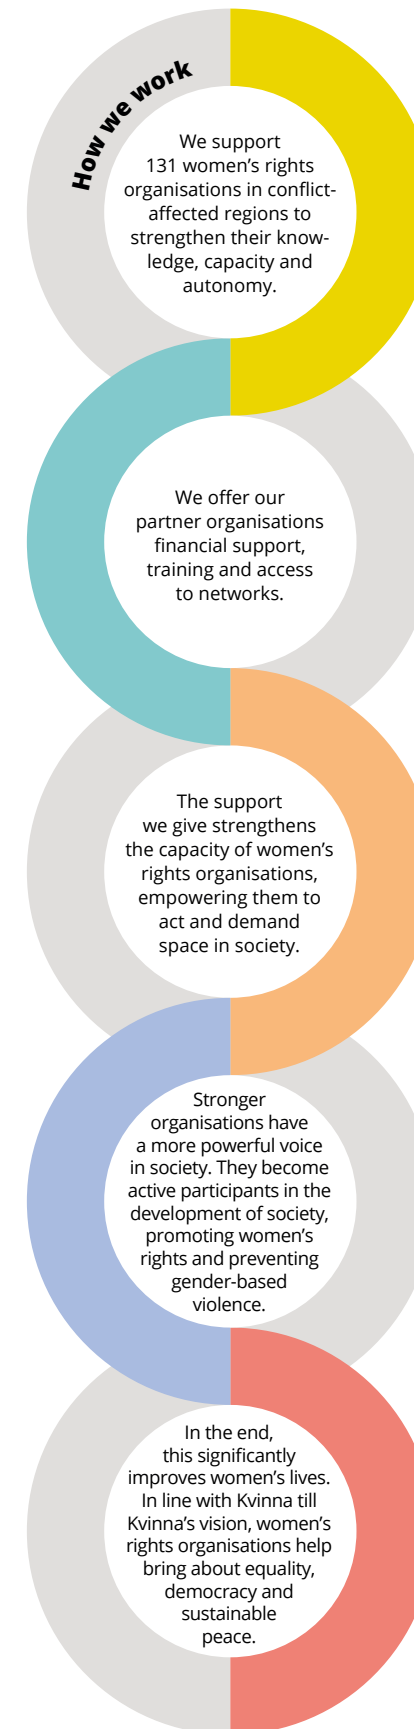 How we work
We support
131 women’s rights
organisations in conflict-
affected regions to
strengthen their know-
ledge, capacity and
autonomy.
We offer our
partner organisations
financial support,
training and access
to networks.
The support
we give strengthens
the capacity of women’s
rights organisations,
empowering them to
act and demand
space in society.
Stronger
organisations have
a more powerful voice
in society. They become
active participants in the
development of society,
promoting women’s
rights and preventing
gender-based
violence.
In the end,
this significantly
improves women’s lives.
In line with Kvinna till
Kvinna’s vision, women’s
rights organisations help
bring about equality,
democracy and
sustainable
peace.